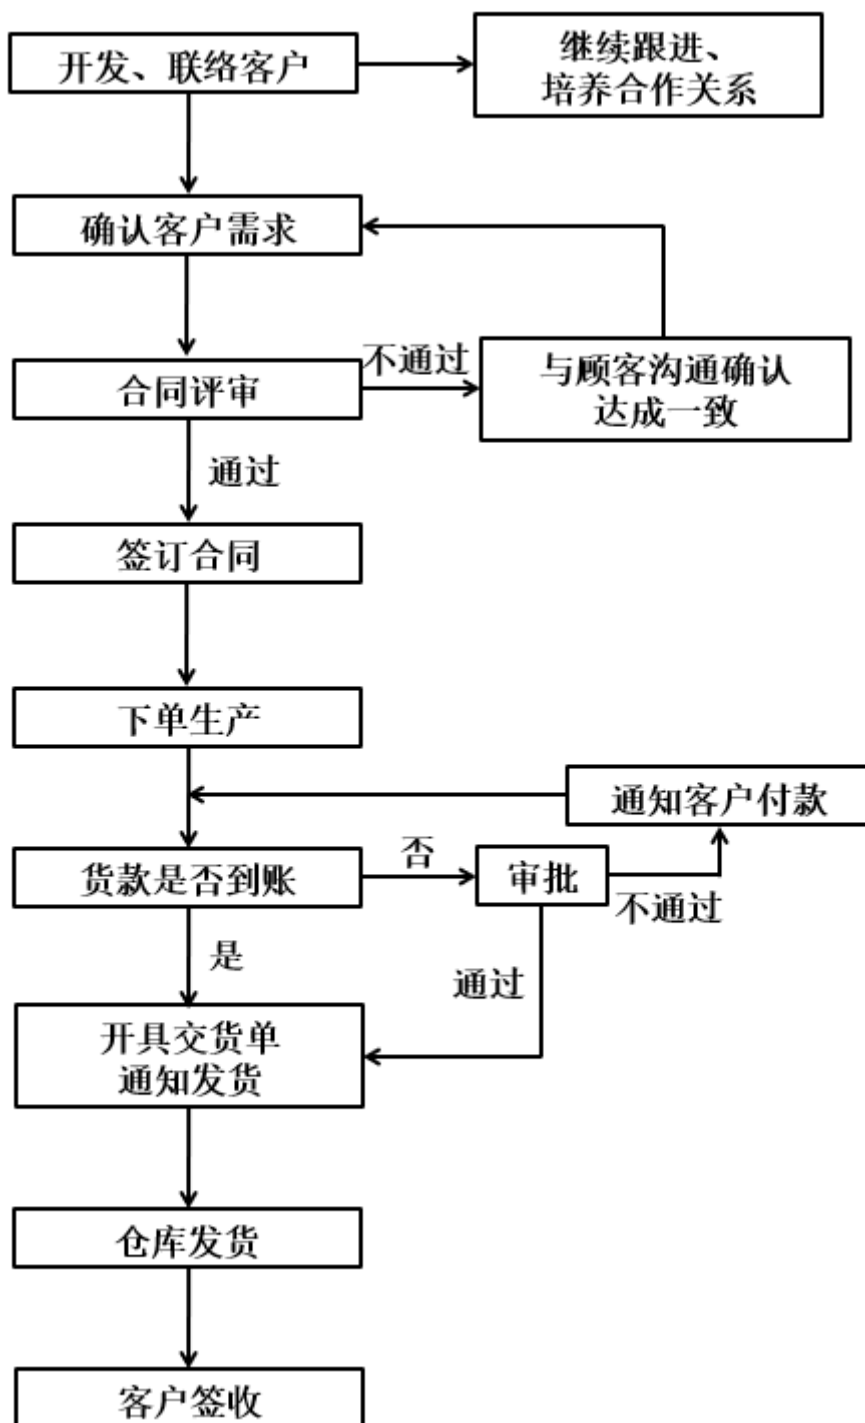 开发、联络客户
继续跟进、
培养合作关系
确认客户需求
合同评审
不通过
与顾客沟通确认
达成一致
通过
签订合同
下单生产
通知客户付款
货款是否到账
否
审批
不通过
是
通过
开具交货单
通知发货
仓库发货
客户签收